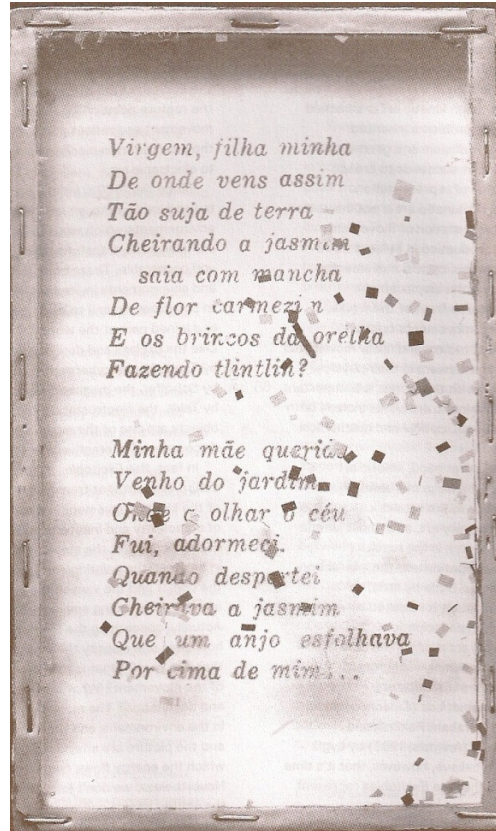 Virgem, filha minha
De onde vens assim
Tão suja de terra
Cheirando a jasmim
saia com mancha
De flor carmezin
E os brincos da orelha
Fazendo tlintlin?
Minha mãe querida
Venho do jardim
Onde a olhar o céu
Fui, adormeci.
Quando despertei
Cheirava a jasmim
Que um anjo esfolhava
Por cima de mim...